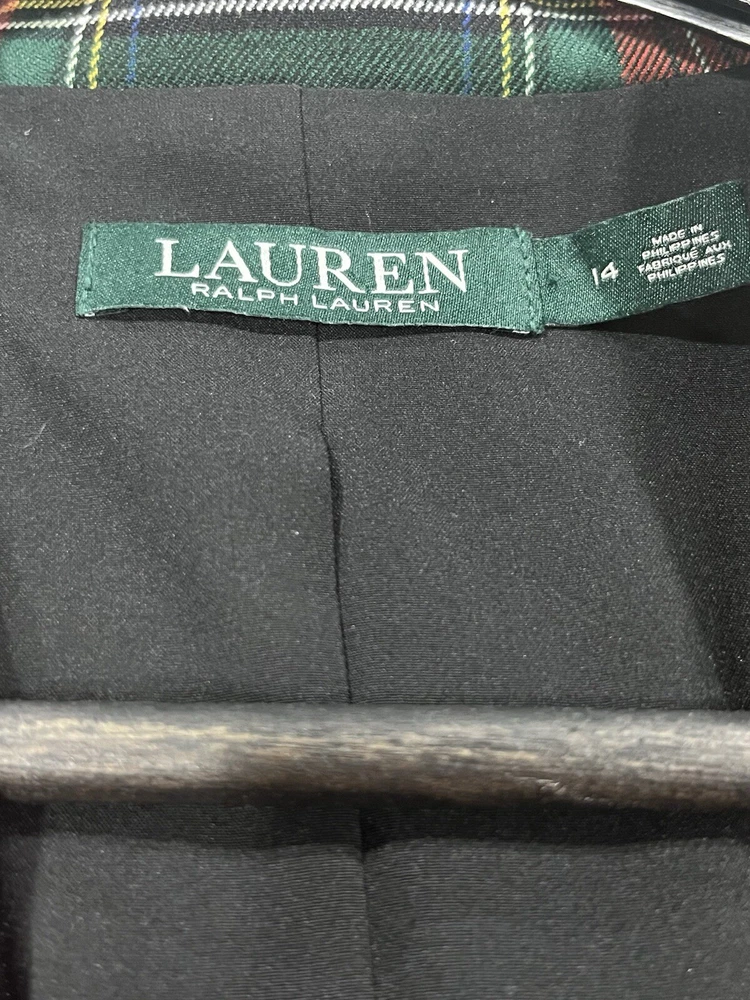 LAUREN
RALPH LAUREN
14
MADE IN
PHILIPPINES
FABRIQUE AUX
PHILIPPINES